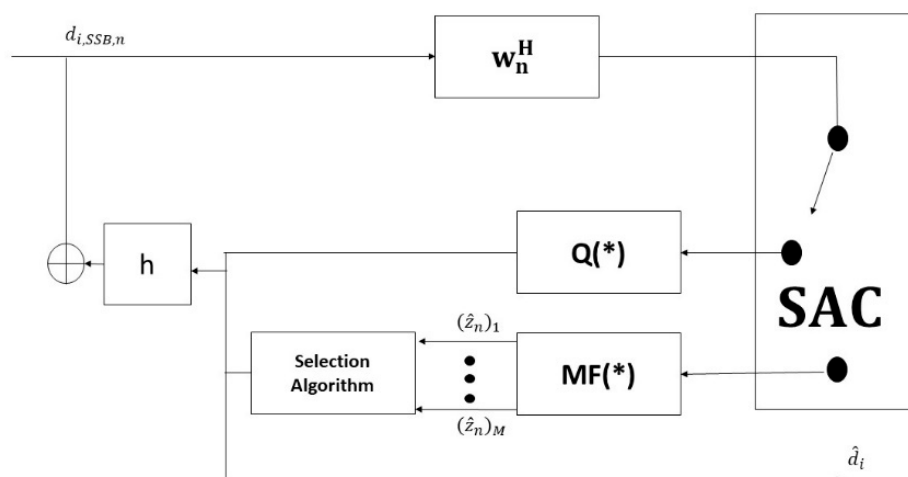 d_{i,SSB,n}
w_n^H
Q(*)
h
SAC
(ẑ_n)_1
Selection
Algorithm
MF(*)
(ẑ_n)_M
d̂_i